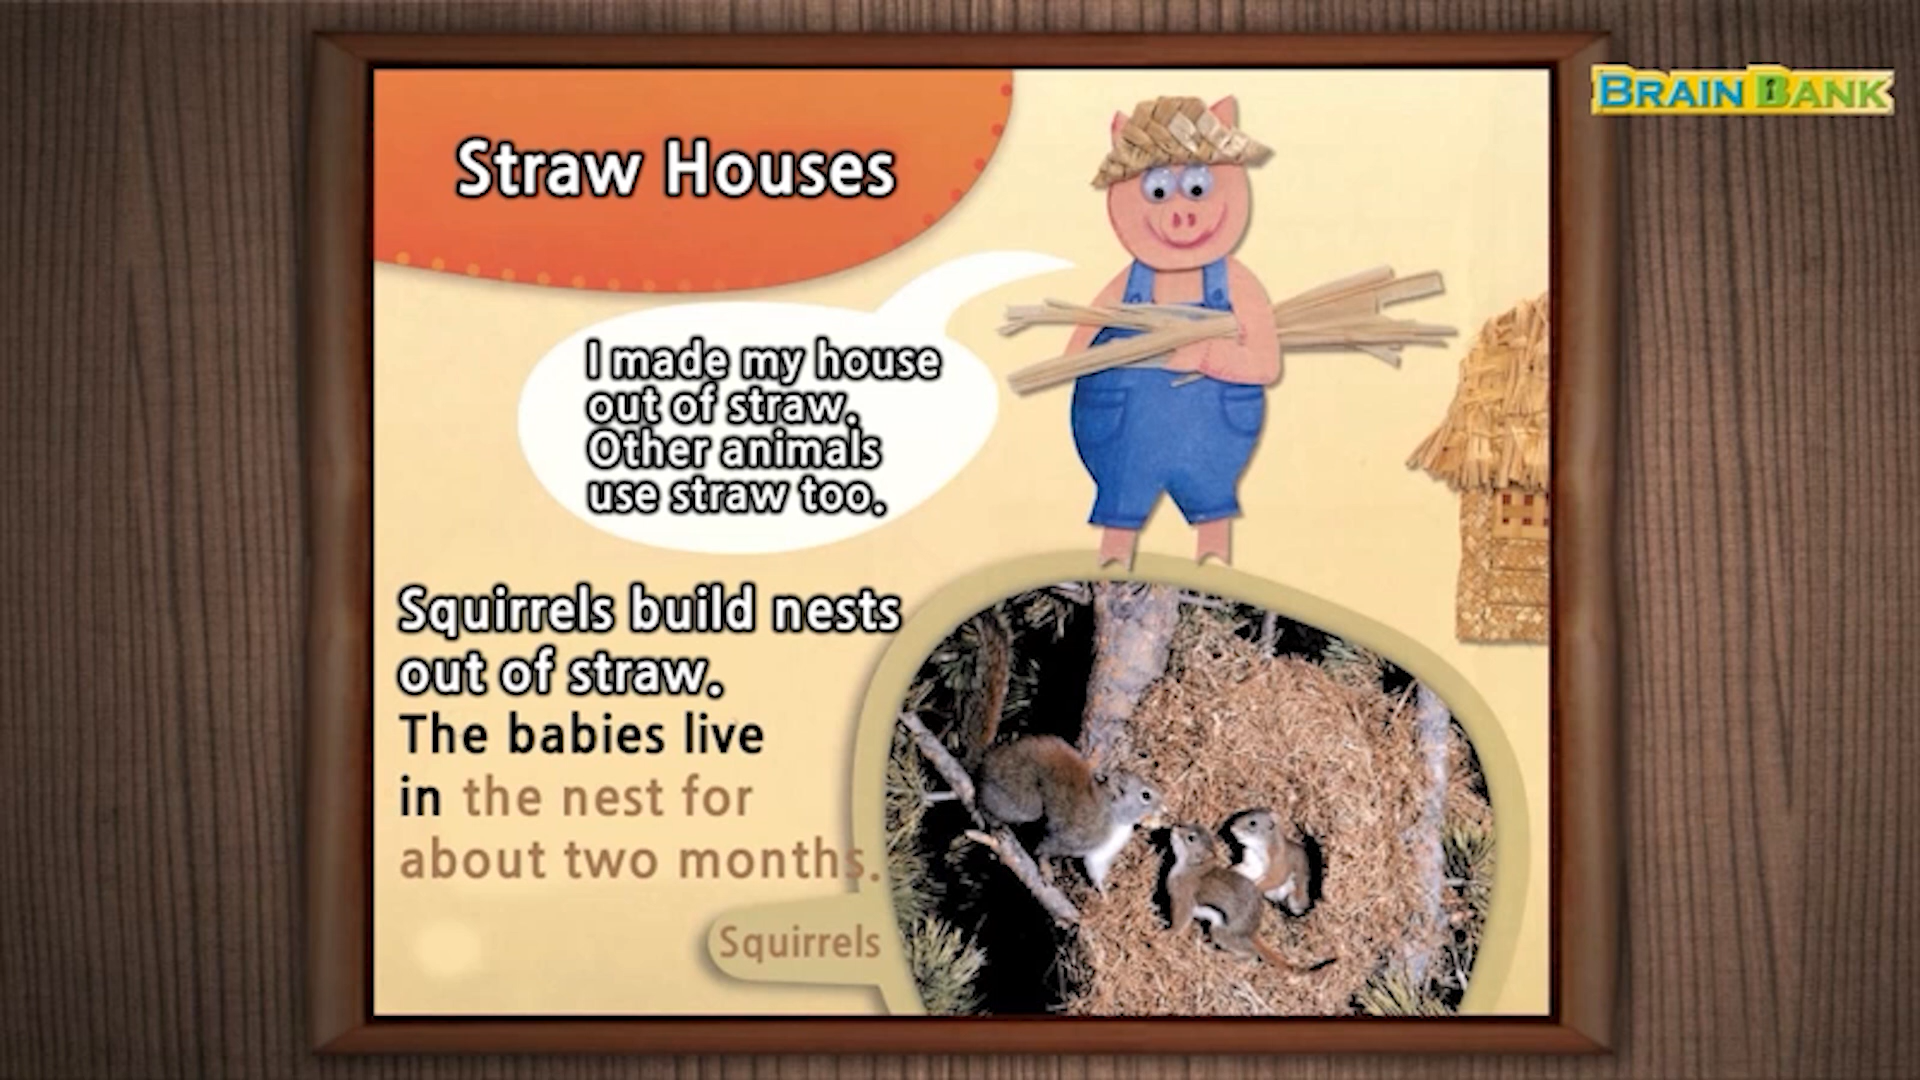 BRAIN BANK
Straw Houses
I made my house
out of straw.
Other animals
use straw too.
Squirrels build nests
out of straw.
The babies live
in the nest for
about two months.
Squirrels